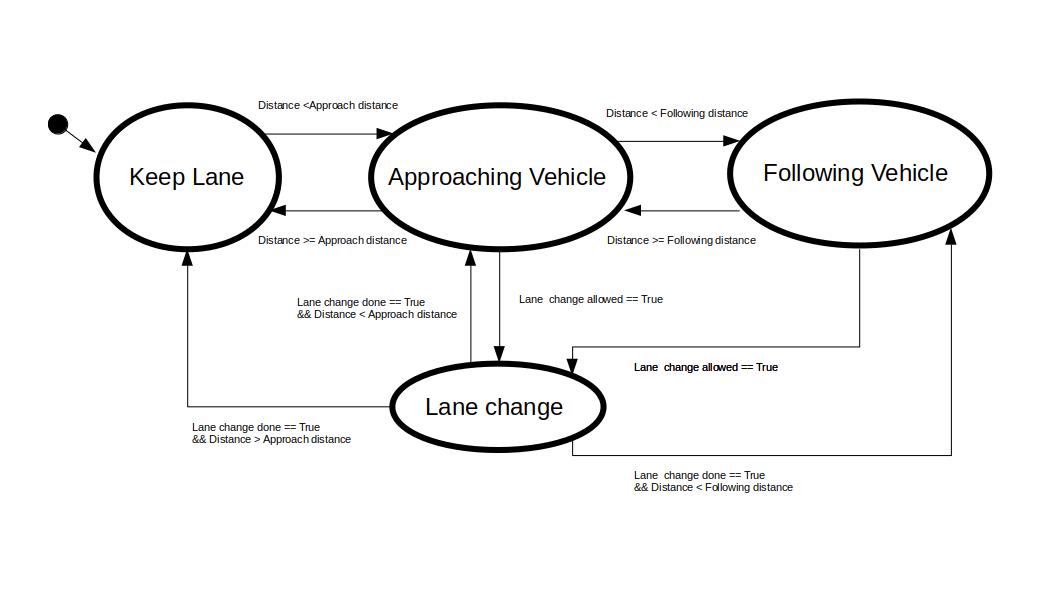 Distance <Approach distance
Distance < Following distance
Keep Lane
Approaching Vehicle
Following Vehicle
Distance >= Approach distance
Distance >= Following distance
Lane change done == True
&& Distance < Approach distance
Lane  change allowed == True
Lane  change allowed == True
Lane change
Lane change done == True
&& Distance > Approach distance
Lane  change done == True
&& Distance < Following distance